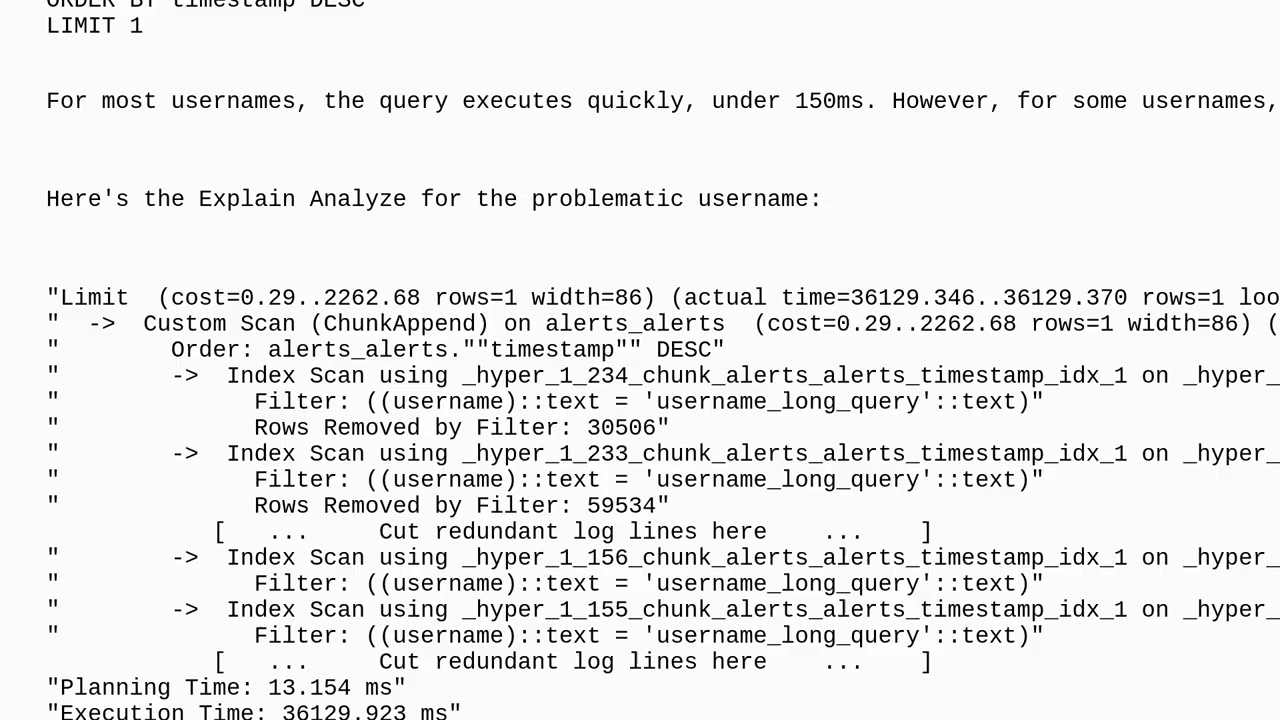 ORDER BY timestamp DESC
LIMIT 1
For most usernames, the query executes quickly, under 150ms. However, for some usernames,
Here's the Explain Analyze for the problematic username:
"Limit  (cost=0.29..2262.68 rows=1 width=86) (actual time=36129.346..36129.370 rows=1 loo
"  ->  Custom Scan (ChunkAppend) on alerts_alerts  (cost=0.29..2262.68 rows=1 width=86) (
"        Order: alerts_alerts.""timestamp"" DESC"
"        ->  Index Scan using _hyper_1_234_chunk_alerts_alerts_timestamp_idx_1 on _hyper_
"              Filter: ((username)::text = 'username_long_query'::text)"
"              Rows Removed by Filter: 30506"
"        ->  Index Scan using _hyper_1_233_chunk_alerts_alerts_timestamp_idx_1 on _hyper_
"              Filter: ((username)::text = 'username_long_query'::text)"
"              Rows Removed by Filter: 59534"
            [   ...     Cut redundant log lines here    ...    ]
"        ->  Index Scan using _hyper_1_156_chunk_alerts_alerts_timestamp_idx_1 on _hyper_
"              Filter: ((username)::text = 'username_long_query'::text)"
"        ->  Index Scan using _hyper_1_155_chunk_alerts_alerts_timestamp_idx_1 on _hyper_
"              Filter: ((username)::text = 'username_long_query'::text)"
            [   ...     Cut redundant log lines here    ...    ]
"Planning Time: 13.154 ms"
"Execution Time: 36129.923 ms"